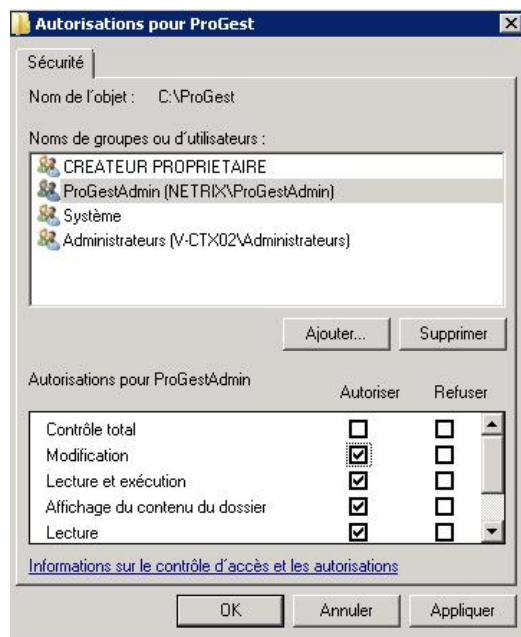 Autorisations pour ProGest
Sécurité
Nom de l'objet : C:\ProGest
Noms de groupes ou d'utilisateurs :
CREATEUR PROPRIETAIRE
ProGestAdmin (NETRIX\ProGestAdmin)
Système
Administrateurs (V-CTX02\Administrateurs)
Ajouter... Supprimer
Autorisations pour ProGestAdmin Autoriser Refuser
Contrôle total
Modification
Lecture et exécution
Affichage du contenu du dossier
Lecture
Informations sur le contrôle d'accès et les autorisations
OK Annuler Appliquer